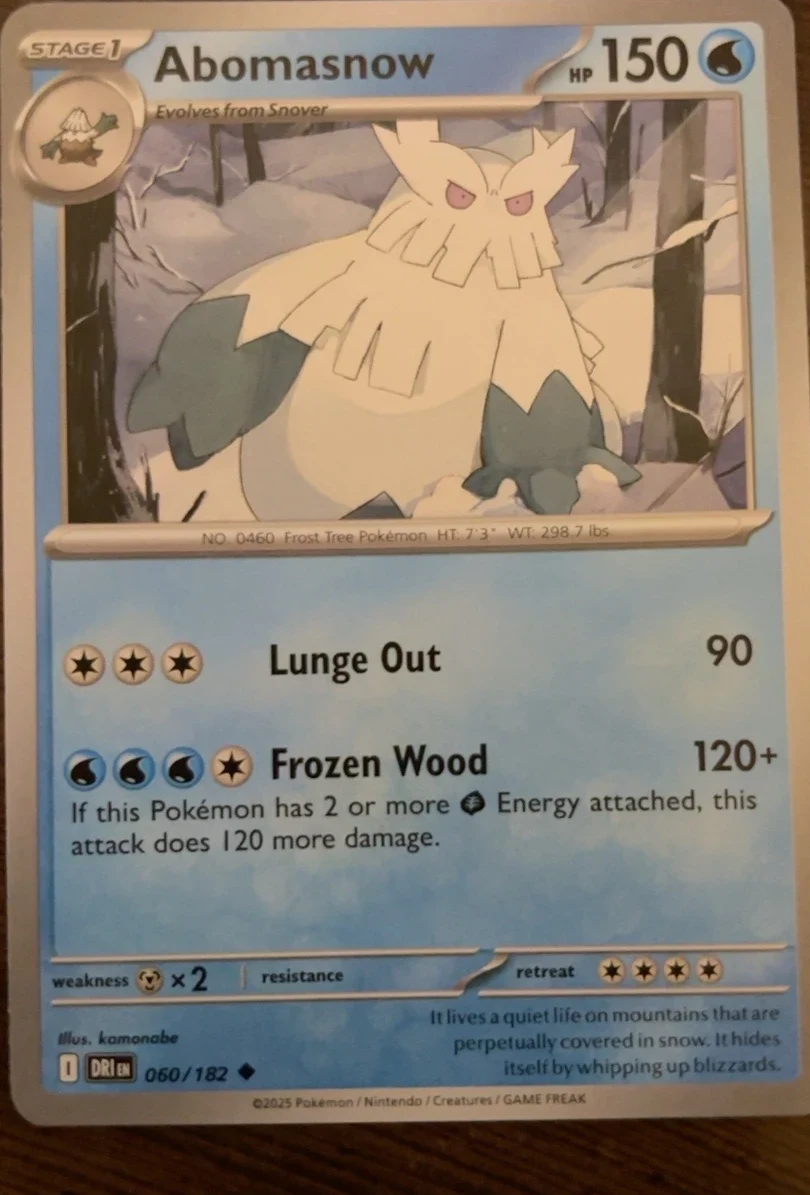 STAGE 1 Abomasnow HP 150
Evolves from Snover
NO. 0460 Frost Tree Pokémon HT: 7'3" WT: 298.7 lbs
Lunge Out 90
Frozen Wood 120+
If this Pokémon has 2 or more Energy attached, this
attack does 120 more damage.
weakness ×2 resistance retreat
It lives a quiet life on mountains that are
perpetually covered in snow. It hides
itself by whipping up blizzards.
Illus. kamonabe
I DRI EN 060/182
©2025 Pokémon / Nintendo / Creatures / GAME FREAK